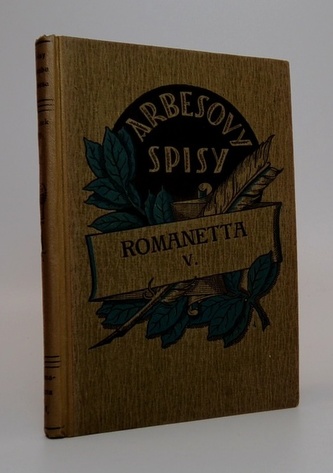 ARBESOVY
SPISY
ROMANETTA
V.